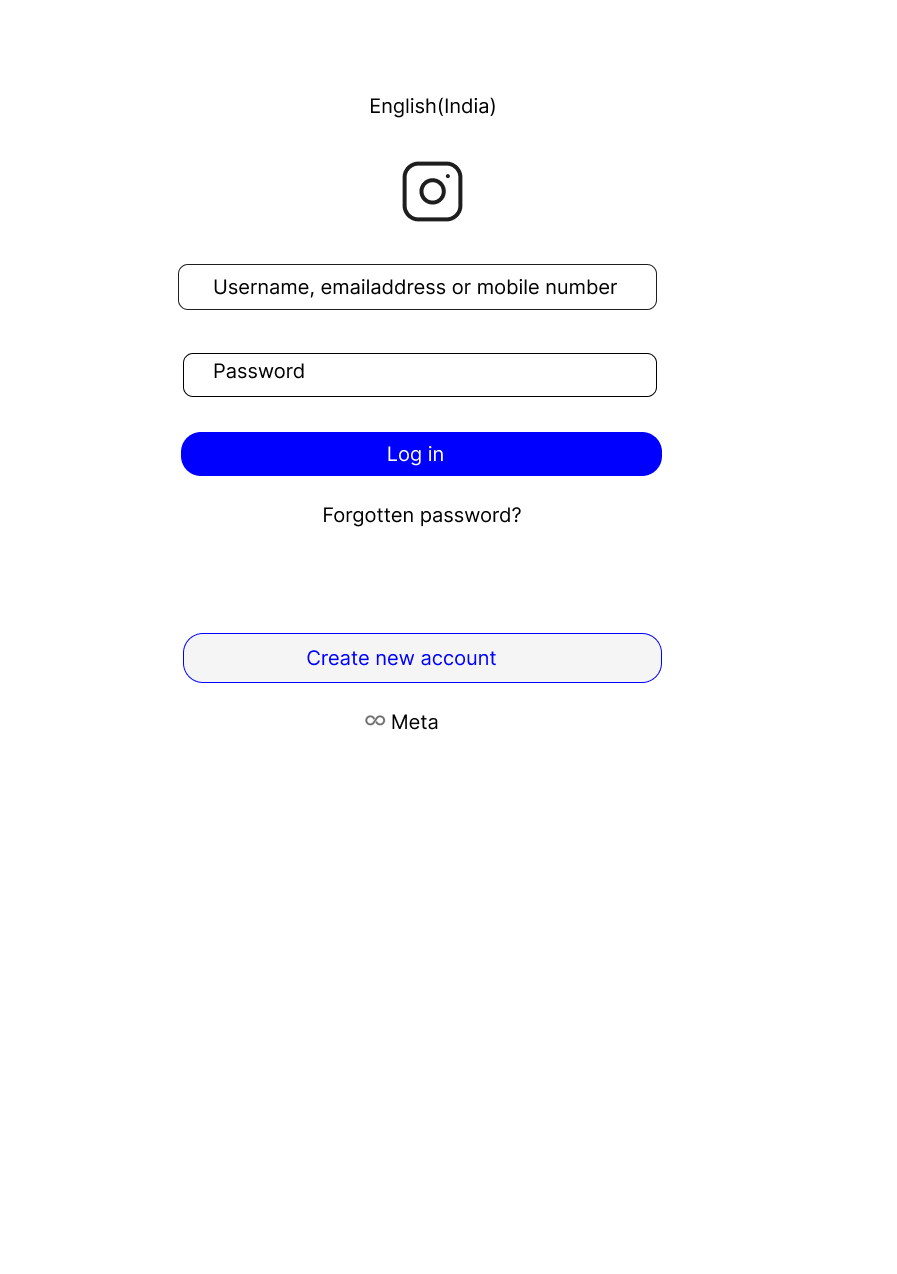 English(India)
Username, emailaddress or mobile number
Password
Log in
Forgotten password?
Create new account
Meta